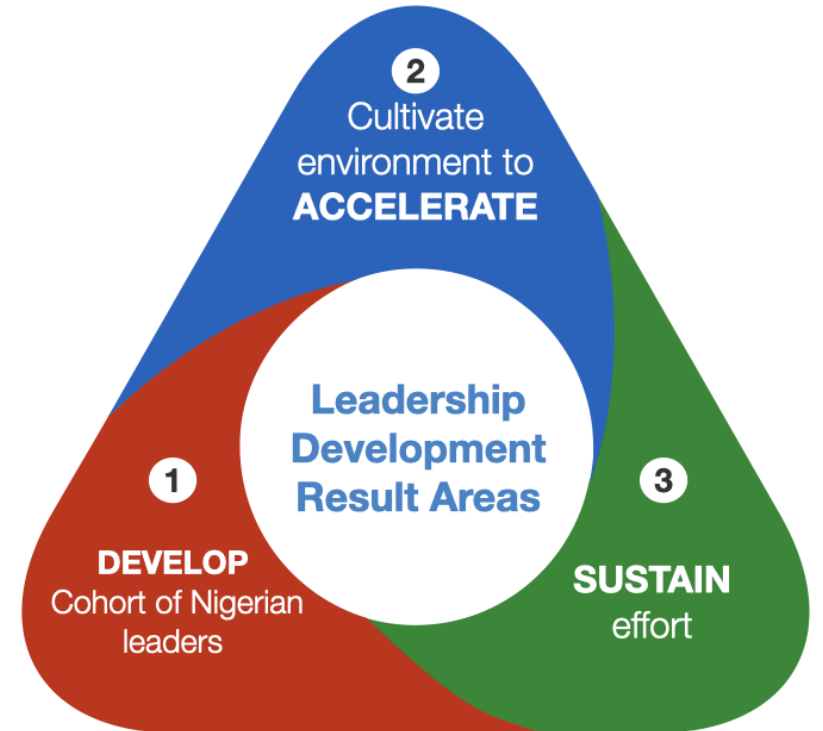 2
Cultivate
environment to
ACCELERATE
Leadership
Development
Result Areas
1
DEVELOP
Cohort of Nigerian
leaders
3
SUSTAIN
effort